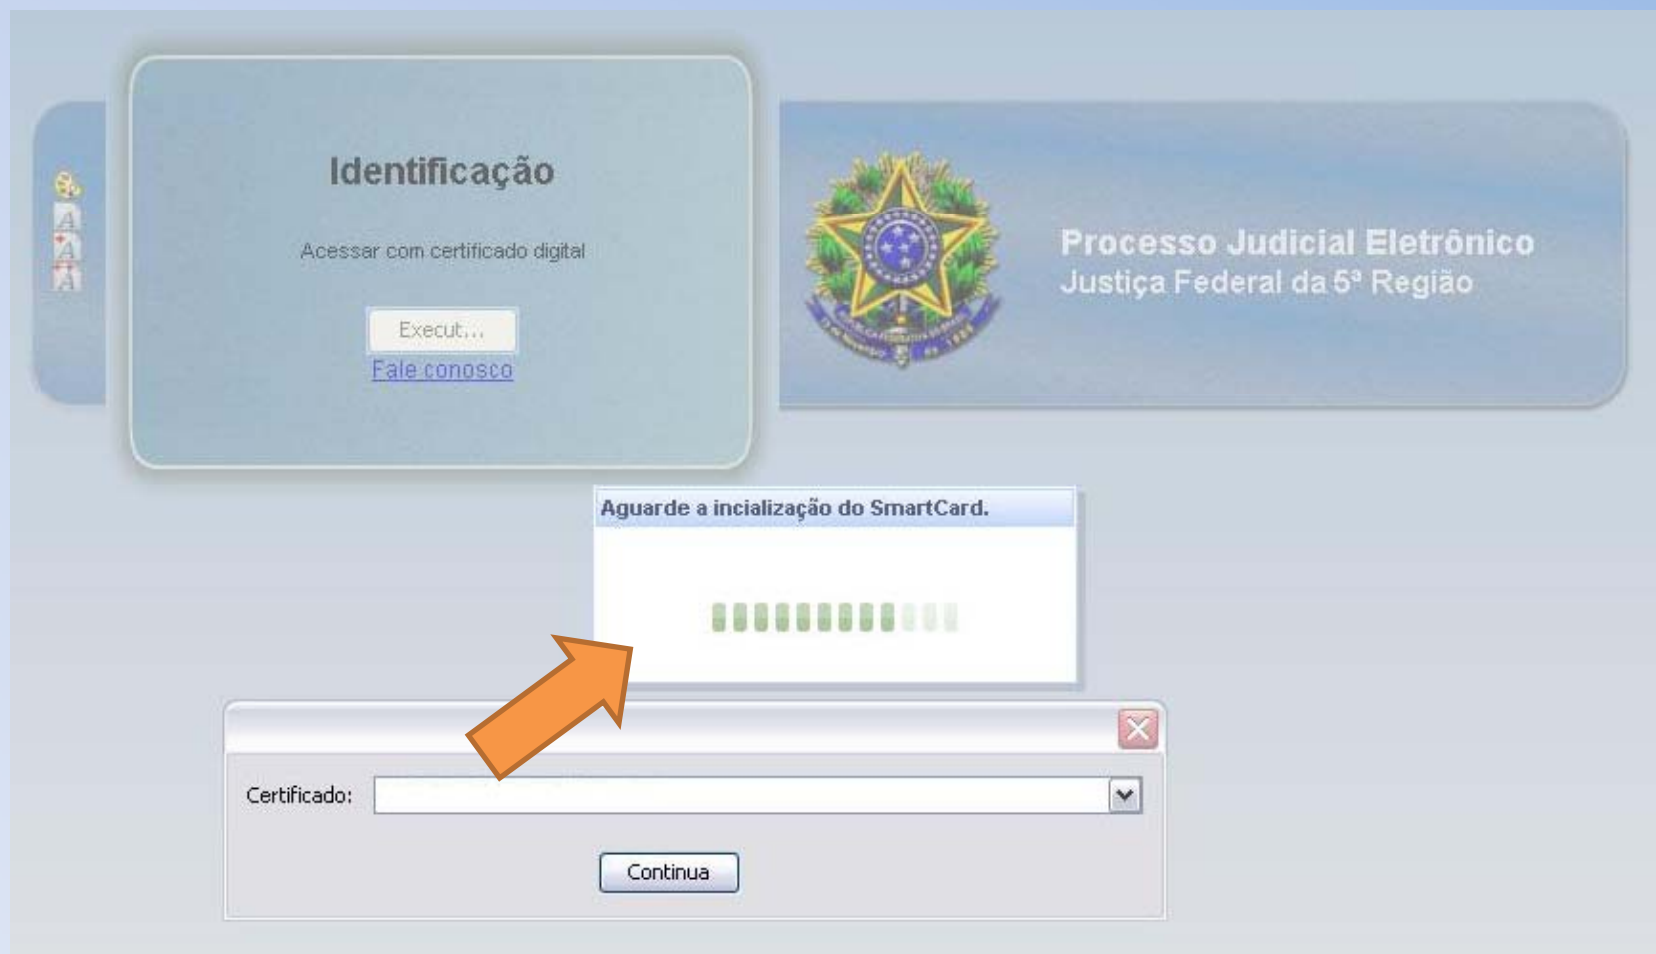 Identificação
Acessar com certificado digital
Execut...
Fale conosco
Processo Judicial Eletrônico
Justiça Federal da 5ª Região
Aguarde a incialização do SmartCard.
Certificado:
Continua